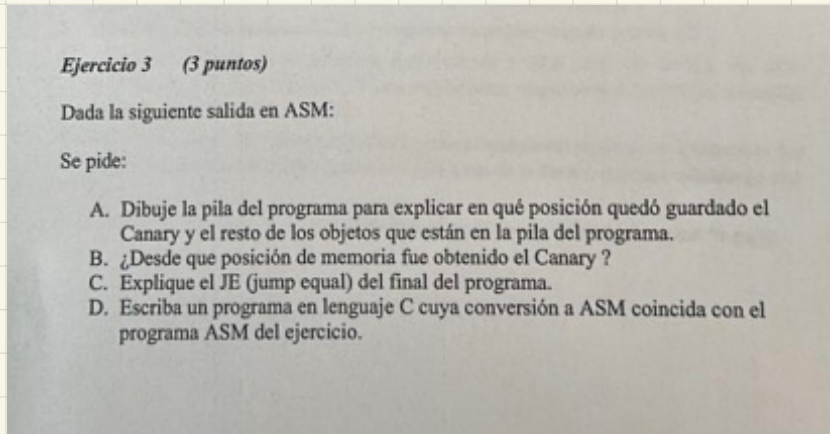 Ejercicio 3 (3 puntos)
Dada la siguiente salida en ASM:
Se pide:
A. Dibuje la pila del programa para explicar en qué posición quedó guardado el
Canary y el resto de los objetos que están en la pila del programa.
B. ¿Desde que posición de memoria fue obtenido el Canary ?
C. Explique el JE (jump equal) del final del programa.
D. Escriba un programa en lenguaje C cuya conversión a ASM coincida con el
programa ASM del ejercicio.